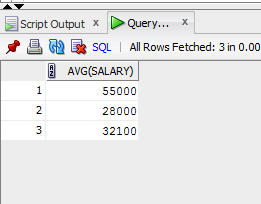 Script Output × Query... ×
SQL | All Rows Fetched: 3 in 0.00
AVG(SALARY)
1 55000
2 28000
3 32100